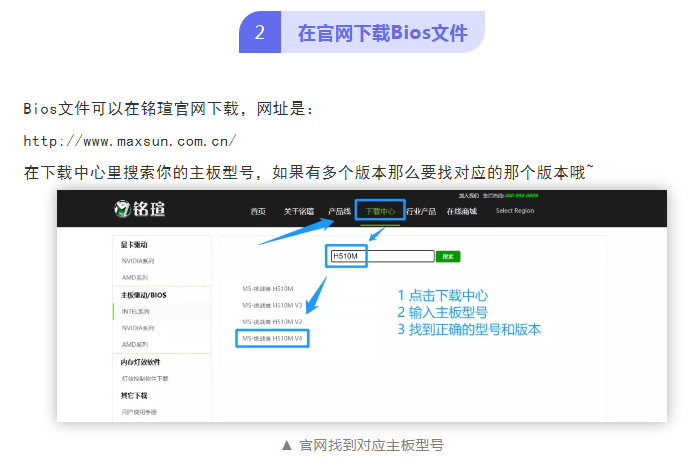 2 在官网下载Bios文件
Bios文件可以在铭瑄官网下载，网址是：
http://www.maxsun.com.cn/
在下载中心里搜索你的主板型号，如果有多个版本那么要找对应的那个版本哦~
加入我们
铭瑄 首页 关于铭瑄 产品线 下载中心 行业产品 在线商城 Select Region
显卡驱动
NVIDIA系列
AMD系列
主板驱动/BIOS
INTEL系列
NVIDIA系列
AMD系列
内存灯效软件
灯效控制软件下载
其它下载
用户使用手册
H510M 搜索
MS-挑战者 H510M
MS-挑战者 H510M V3
MS-挑战者 H510M V2
MS-挑战者 H510M V4
1 点击下载中心
2 输入主板型号
3 找到正确的型号和版本
▲ 官网找到对应主板型号